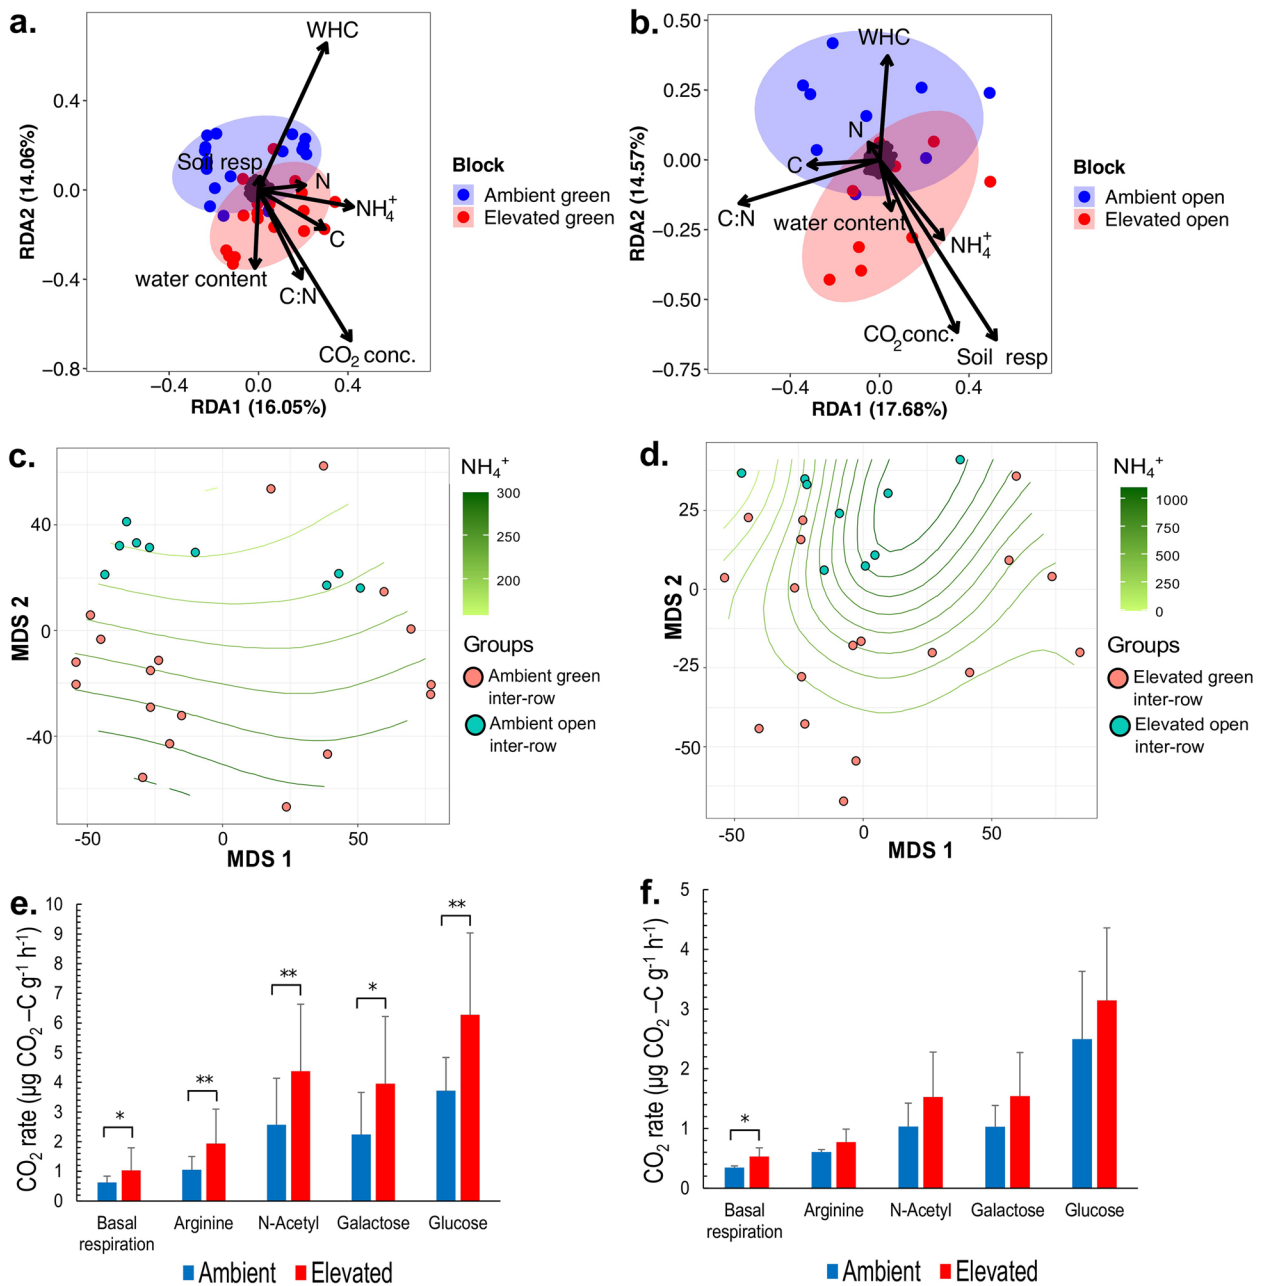 a.
WHC
0.4
0.0
−0.4
−0.8
RDA2 (14.06%)
Soil resp
N
NH4+
C
water content
C:N
CO2 conc.
−0.4
0.0
0.4
RDA1 (16.05%)
Block
Ambient green
Elevated green
b.
0.50
0.25
0.00
−0.25
−0.50
−0.75
RDA2 (14.57%)
WHC
N
C
C:N
water content
NH4+
CO2 conc.
Soil resp
−0.4
0.0
0.4
RDA1 (17.68%)
Block
Ambient open
Elevated open
c.
40
0
-40
MDS 2
-50
0
50
MDS 1
NH4+
300
250
200
Groups
Ambient green
inter-row
Ambient open
inter-row
d.
25
0
-25
-50
MDS 2
-50
0
50
MDS 1
NH4+
1000
750
500
250
0
Groups
Elevated green
inter-row
Elevated open
inter-row
e.
10
9
8
7
6
5
4
3
2
1
0
CO2 rate (µg CO2 –C g-1 h-1)
*
**
**
*
**
Basal
respiration
Arginine
N-Acetyl
Galactose
Glucose
Ambient
Elevated
f.
5
4
3
2
1
0
CO2 rate (µg CO2 –C g-1 h-1)
*
Basal
respiration
Arginine
N-Acetyl
Galactose
Glucose
Ambient
Elevated